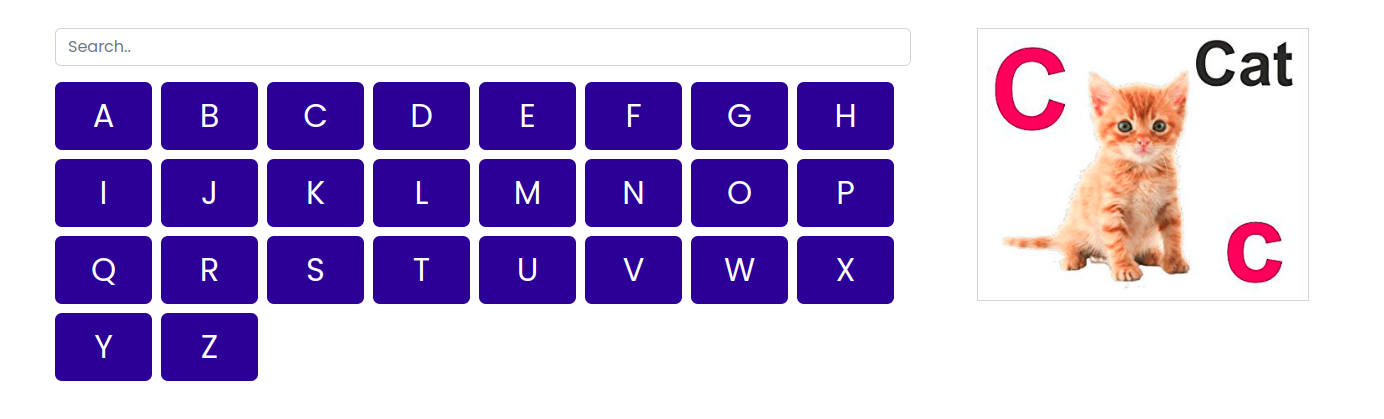 Search..
A B C D E F G H
I J K L M N O P
Q R S T U V W X
Y Z
C
Cat
c